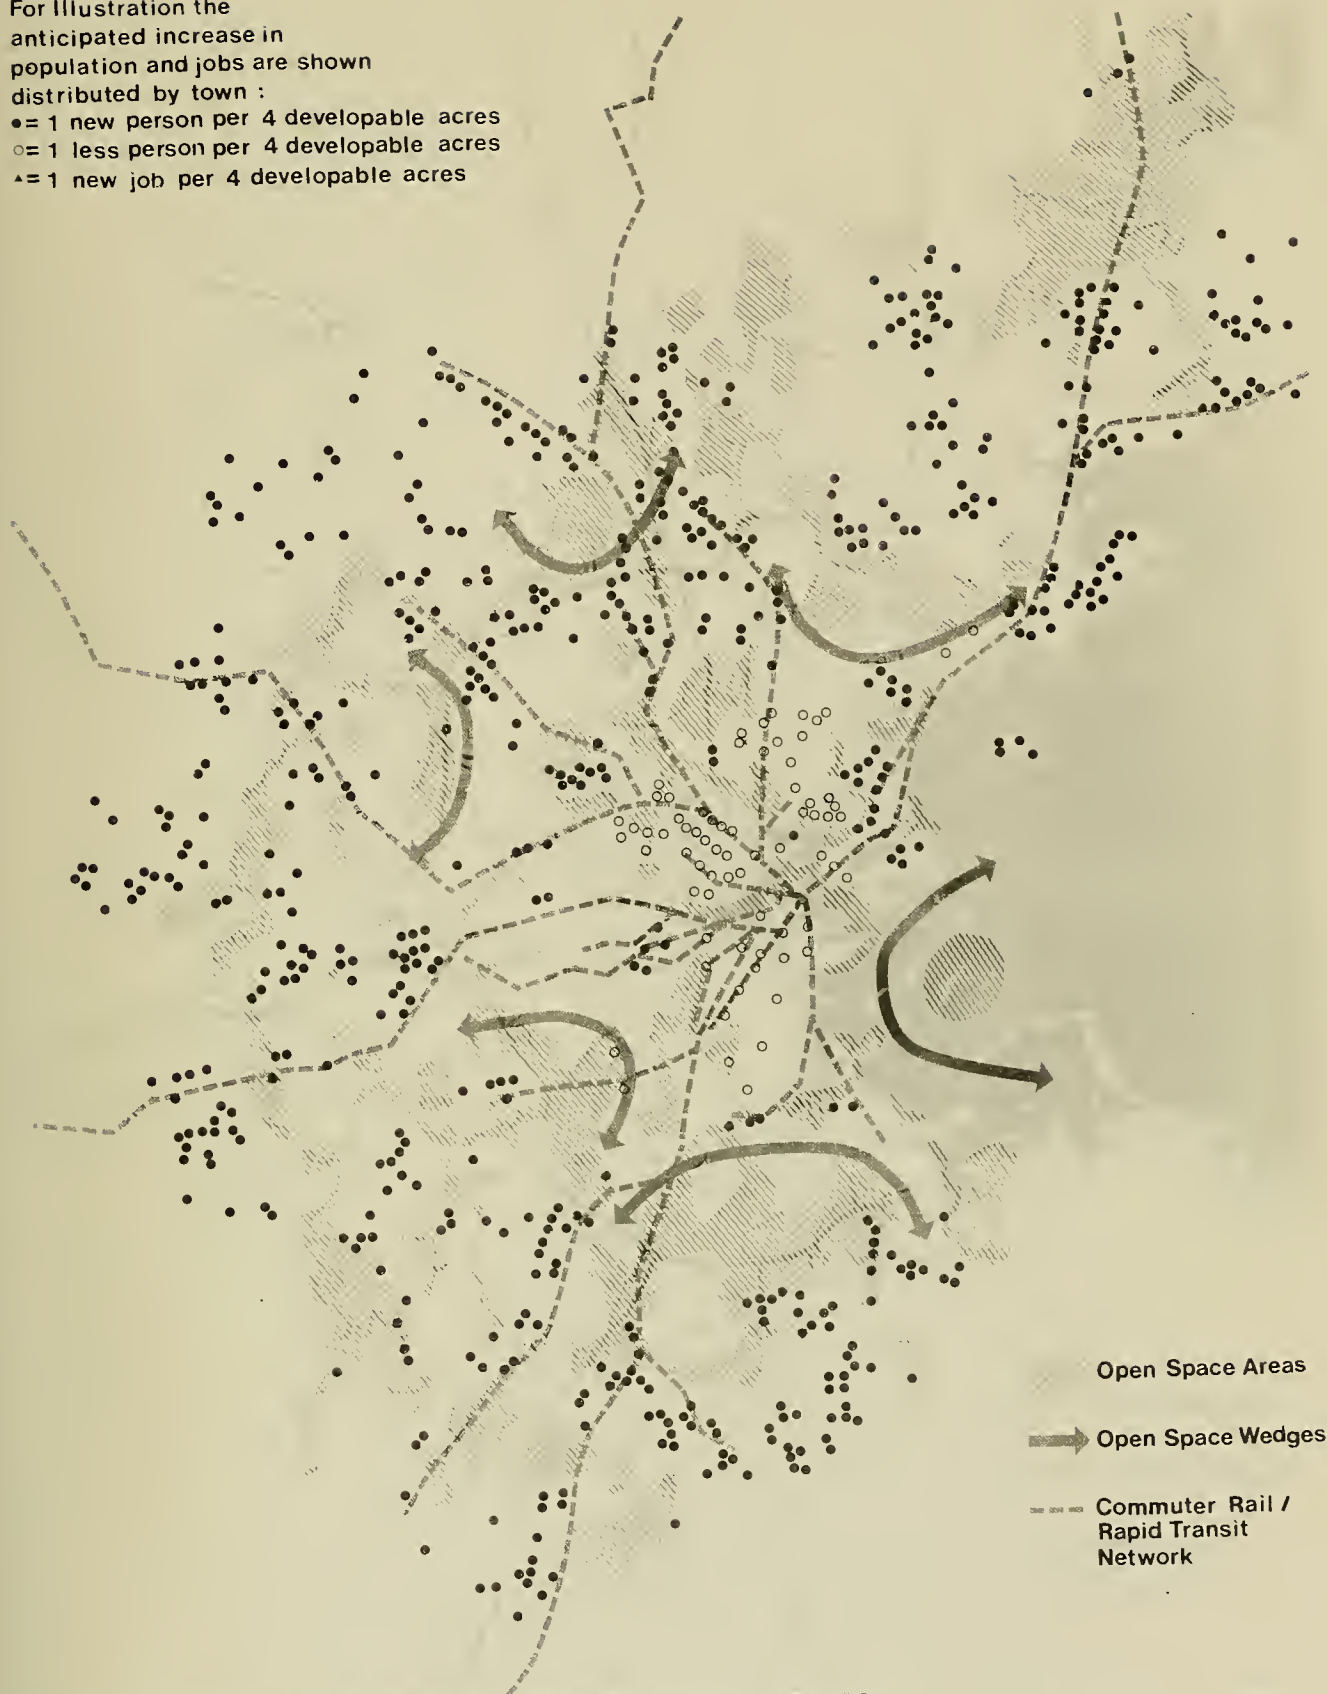 For Illustration the
anticipated increase in
population and jobs are shown
distributed by town :
•= 1 new person per 4 developable acres
○= 1 less person per 4 developable acres
▲= 1 new job per 4 developable acres
Open Space Areas
Open Space Wedges
Commuter Rail /
Rapid Transit
Network